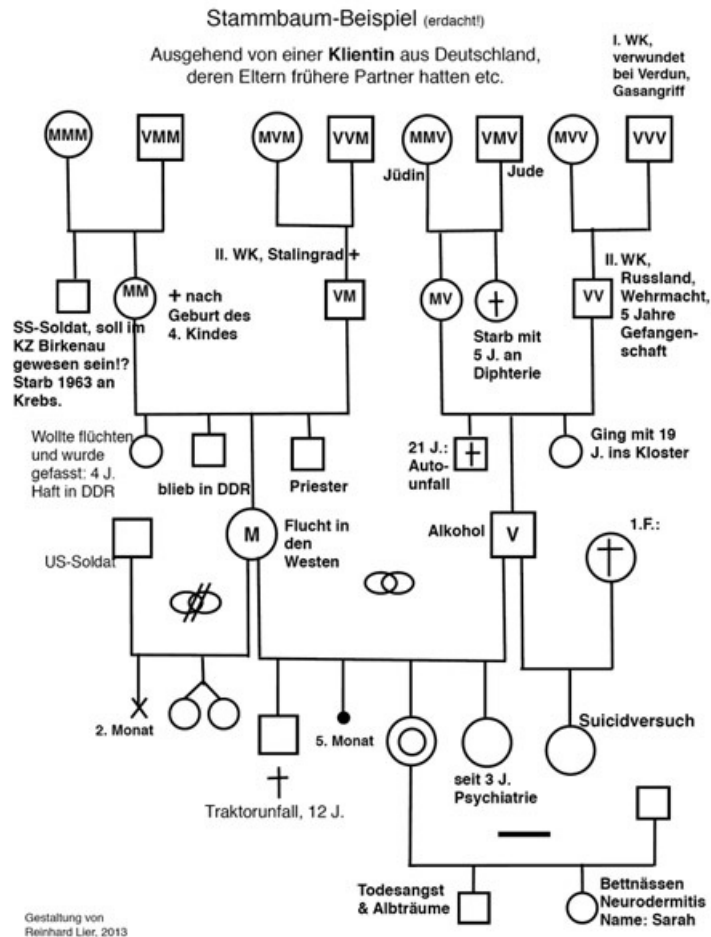 Stammbaum-Beispiel (erdacht!)
Ausgehend von einer Klientin aus Deutschland,
deren Eltern frühere Partner hatten etc.
I. WK,
verwundet
bei Verdun,
Gasangriff
MMM
VMM
MVM
VVM
MMV
VMV
MVV
VVV
Jüdin
Jude
II. WK, Stalingrad +
MM
+ nach
Geburt des
4. Kindes
VM
MV
VV
II. WK,
Russland,
Wehrmacht,
5 Jahre
Gefangen-
schaft
SS-Soldat, soll im
KZ Birkenau
gewesen sein!?
Starb 1963 an
Krebs.
Starb mit
5 J. an
Diphterie
Wollte flüchten
und wurde
gefasst: 4 J.
Haft in DDR
blieb in DDR
Priester
21 J.:
Auto-
unfall
Ging mit 19
J. ins Kloster
US-Soldat
M
Flucht in
den
Westen
Alkohol
V
1.F.:
2. Monat
5. Monat
Traktorunfall, 12 J.
seit 3 J.
Psychiatrie
Suicidversuch
Todesangst
& Albträume
Bettnässen
Neurodermitis
Name: Sarah
Gestaltung von
Reinhard Lier, 2013